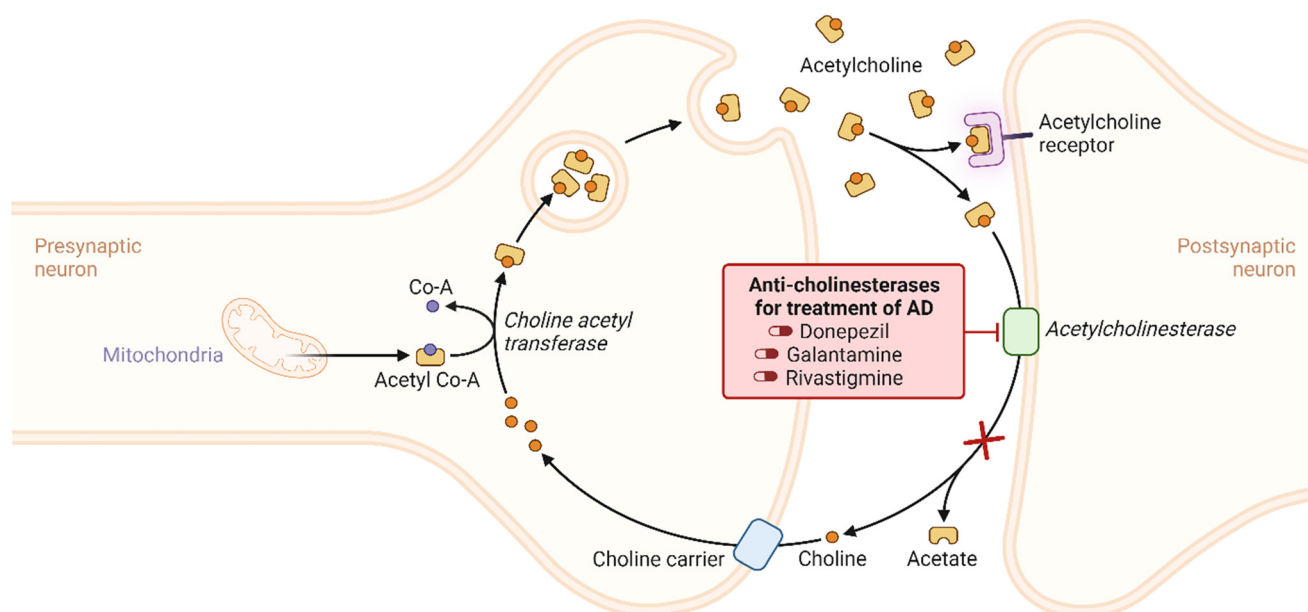 Acetylcholine
Acetylcholine
receptor
Presynaptic
neuron
Postsynaptic
neuron
Co-A
Choline acetyl
transferase
Mitochondria
Acetyl Co-A
Anti-cholinesterases
for treatment of AD
Donepezil
Galantamine
Rivastigmine
Acetylcholinesterase
Choline carrier
Choline
Acetate